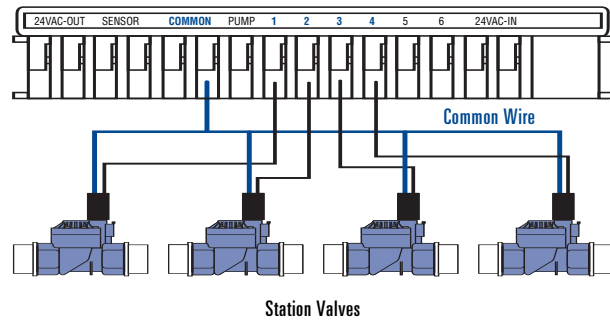 24VAC-OUT SENSOR COMMON PUMP 1 2 3 4 5 6 24VAC-IN
Common Wire
Station Valves